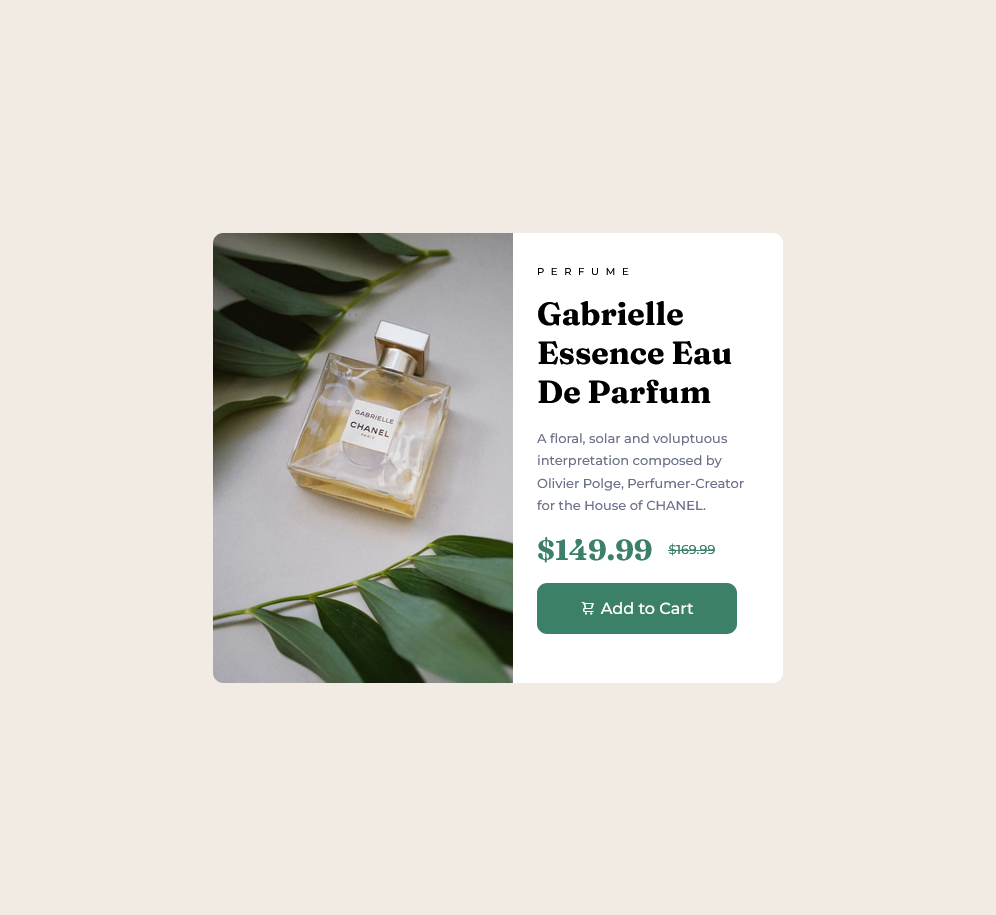 GABRIELLE
CHANEL
PARIS
PERFUME
Gabrielle
Essence Eau
De Parfum
A floral, solar and voluptuous
interpretation composed by
Olivier Polge, Perfumer-Creator
for the House of CHANEL.
$149.99 $169.99
Add to Cart